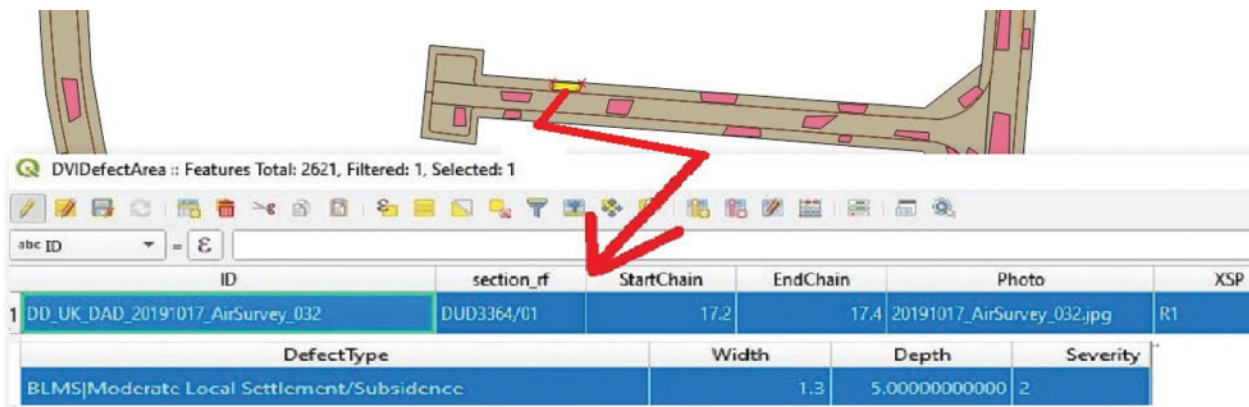 DVIDefectArea :: Features Total: 2621, Filtered: 1, Selected: 1
abc ID = ε
ID section_rf StartChain EndChain Photo XSP
1 DD_UK_DAD_20191017_AirSurvey_032 DUD3364/01 17.2 17.4 20191017_AirSurvey_032.jpg R1
DefectType Width Depth Severity
BLMS|Moderate Local Settlement/Subsidence 1.3 5.00000000000 2